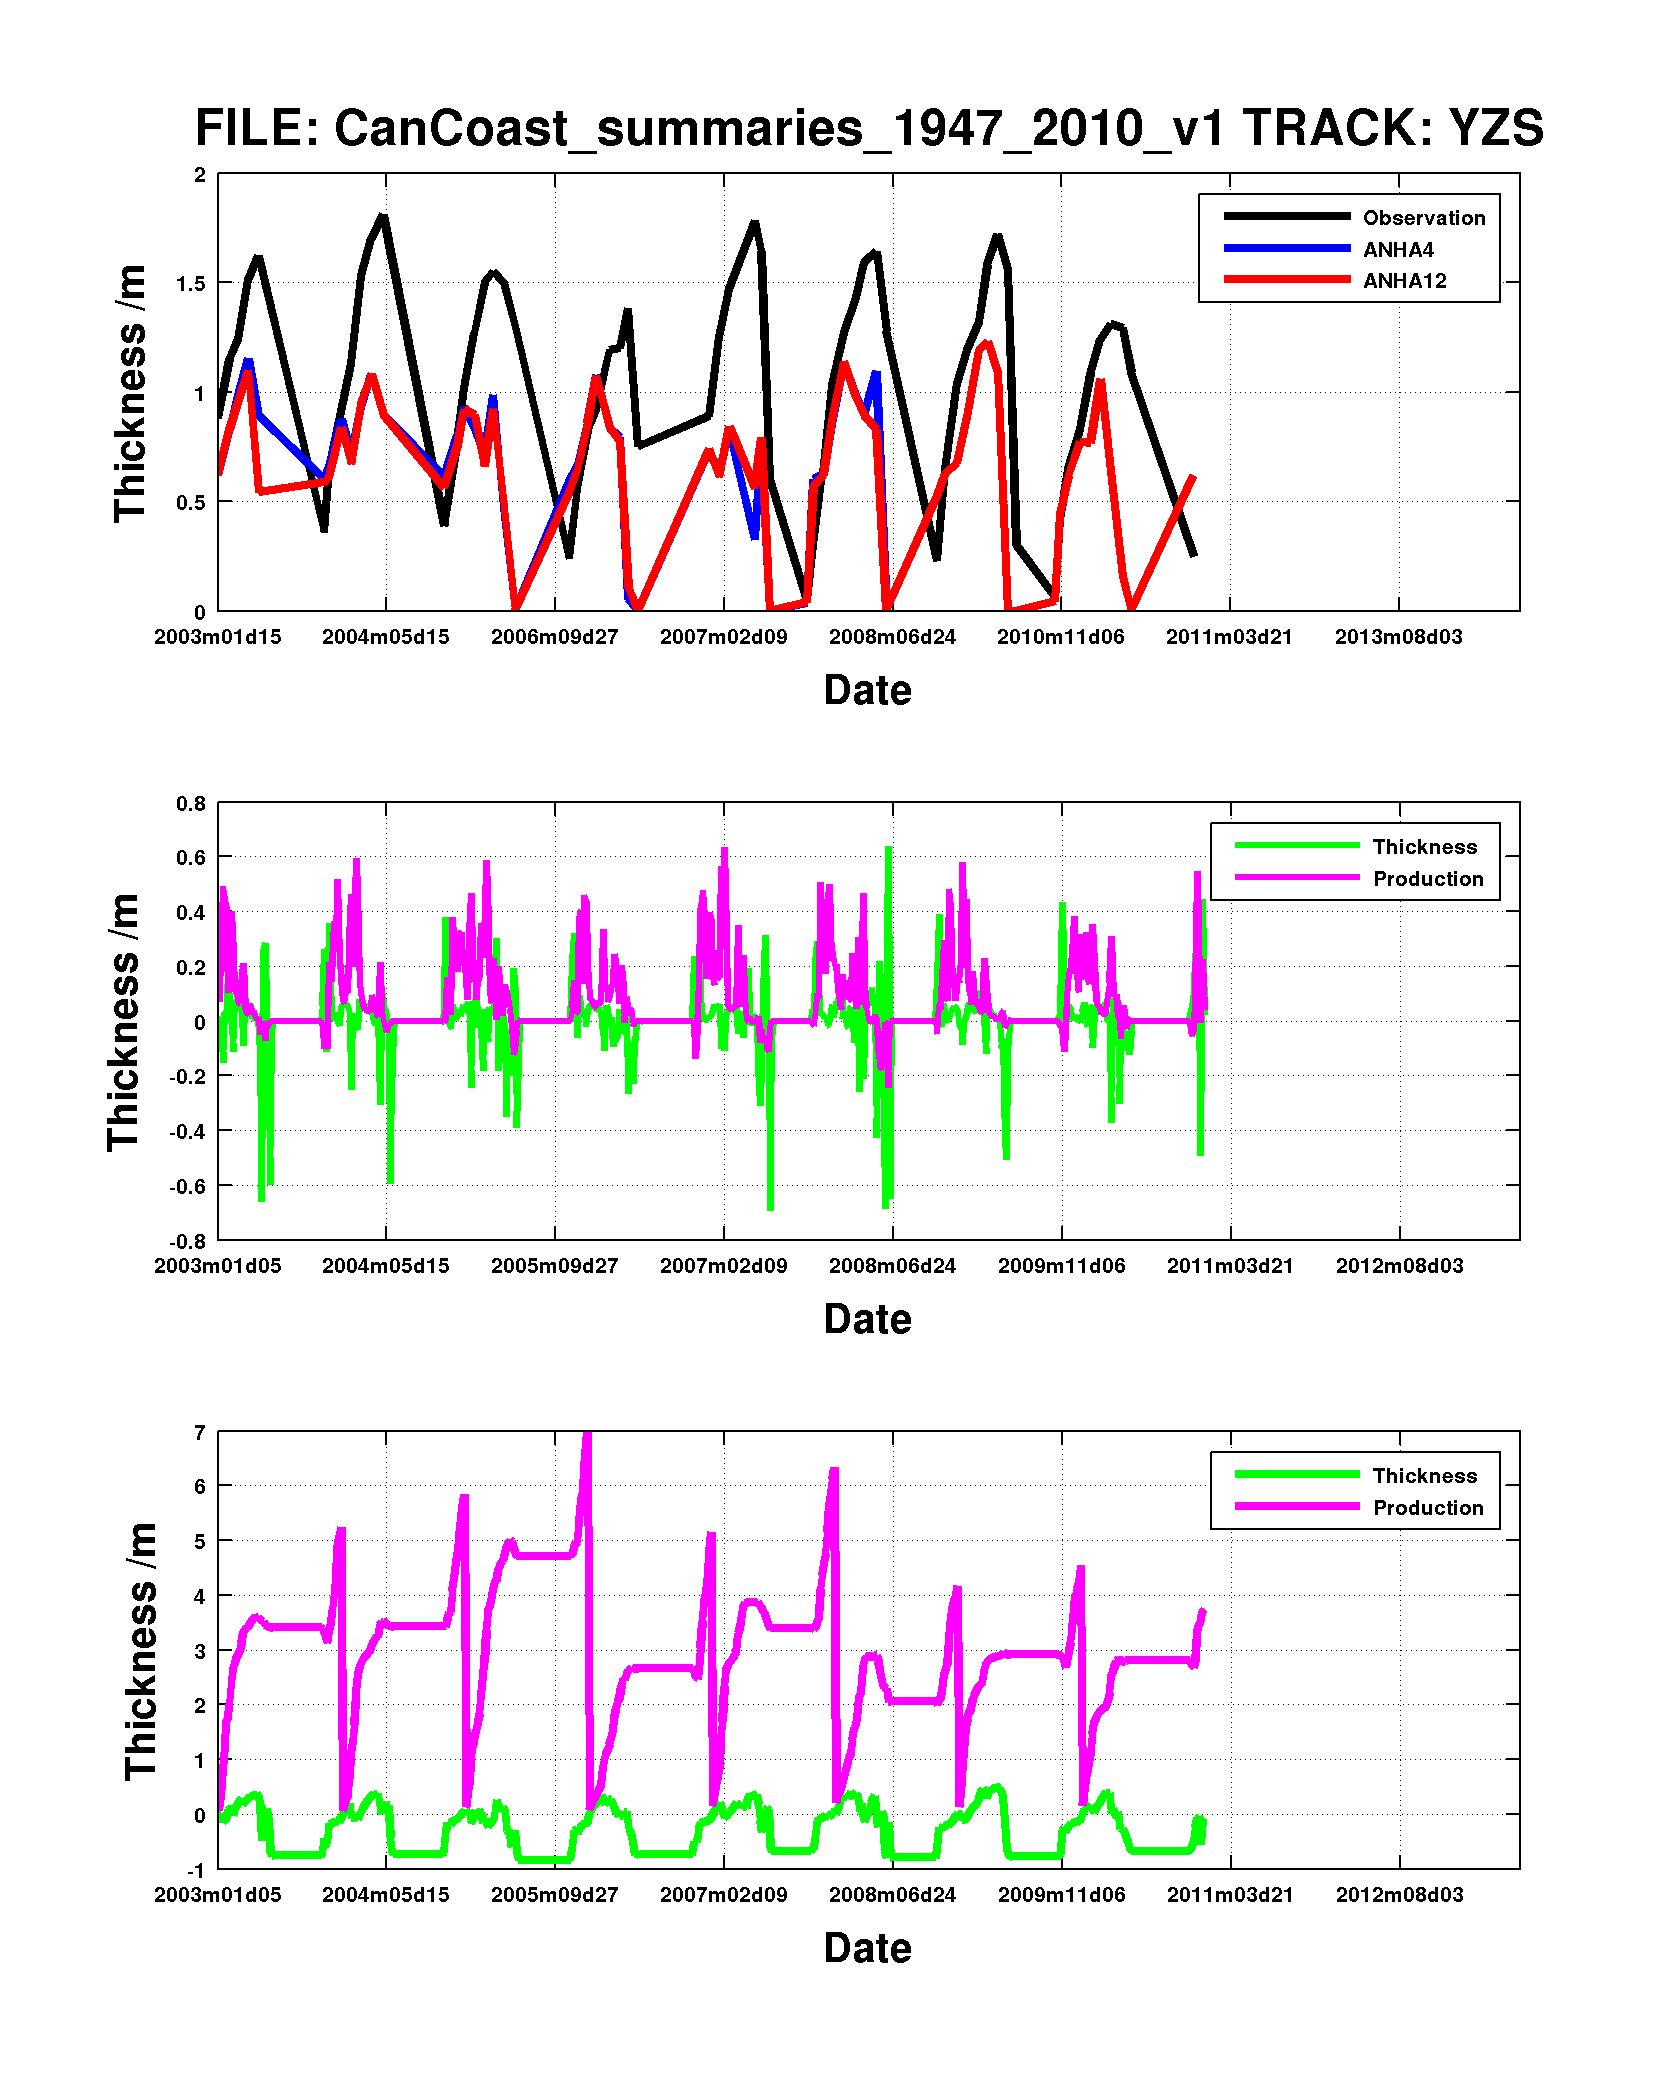 FILE: CanCoast_summaries_1947_2010_v1 TRACK: YZS
2
1.5
1
0.5
0
Thickness /m
Observation
ANHA4
ANHA12
2003m01d15 2004m05d15 2006m09d27 2007m02d09 2008m06d24 2010m11d06 2011m03d21 2013m08d03
Date
0.8
0.6
0.4
0.2
0
-0.2
-0.4
-0.6
-0.8
Thickness /m
Thickness
Production
2003m01d05 2004m05d15 2005m09d27 2007m02d09 2008m06d24 2009m11d06 2011m03d21 2012m08d03
Date
7
6
5
4
3
2
1
0
-1
Thickness /m
Thickness
Production
2003m01d05 2004m05d15 2005m09d27 2007m02d09 2008m06d24 2009m11d06 2011m03d21 2012m08d03
Date